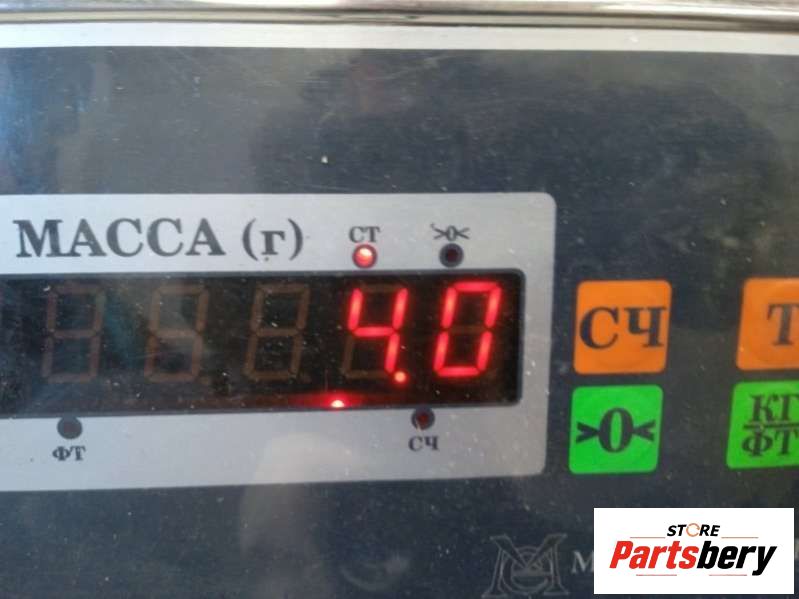 МАССА (г)
СТ >0<
4.0
ФТ СЧ
СЧ Т
>0< КГ
ФТ
М
STORE
Partsbery